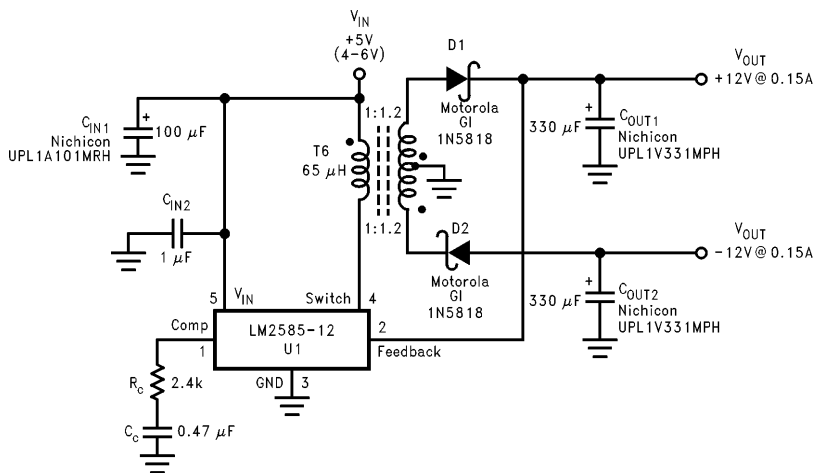 VIN
+5V
(4-6V)
D1
VOUT
+12V@0.15A
CIN1
Nichicon
UPL1A101MRH
+
100 μF
1:1.2
Motorola
GI
1N5818
330 μF
+
COUT1
Nichicon
UPL1V331MPH
T6
65 μH
CIN2
1 μF
1:1.2
D2
VOUT
-12V@0.15A
Motorola
GI
1N5818
330 μF
+
COUT2
Nichicon
UPL1V331MPH
5
VIN
Switch
4
Comp
1
LM2585-12
U1
2
Feedback
GND
3
RC
2.4k
CC
0.47 μF